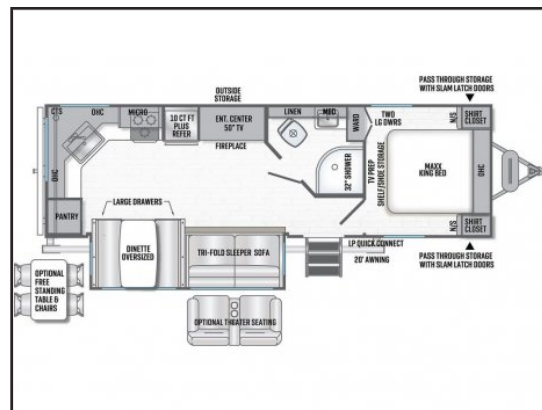 PASS THROUGH STORAGE
WITH SLAM LATCH DOORS
OUTSIDE
STORAGE
CTS
OHC
MICRO
10 CT FT
PLUS
REFER
ENT. CENTER
50" TV
FIREPLACE
LINEN
MED
WARD
TWO
LG DWRS
N/S
SHIRT
CLOSET
OHC
32" SHOWER
TV PREP
SHELF/SHOE STORAGE
MAXX
KING BED
OHC
PANTRY
LARGE DRAWERS
DINETTE
OVERSIZED
TRI-FOLD SLEEPER SOFA
N/S
SHIRT
CLOSET
LP QUICK CONNECT
20' AWNING
PASS THROUGH STORAGE
WITH SLAM LATCH DOORS
OPTIONAL
FREE
STANDING
TABLE &
CHAIRS
OPTIONAL THEATER SEATING